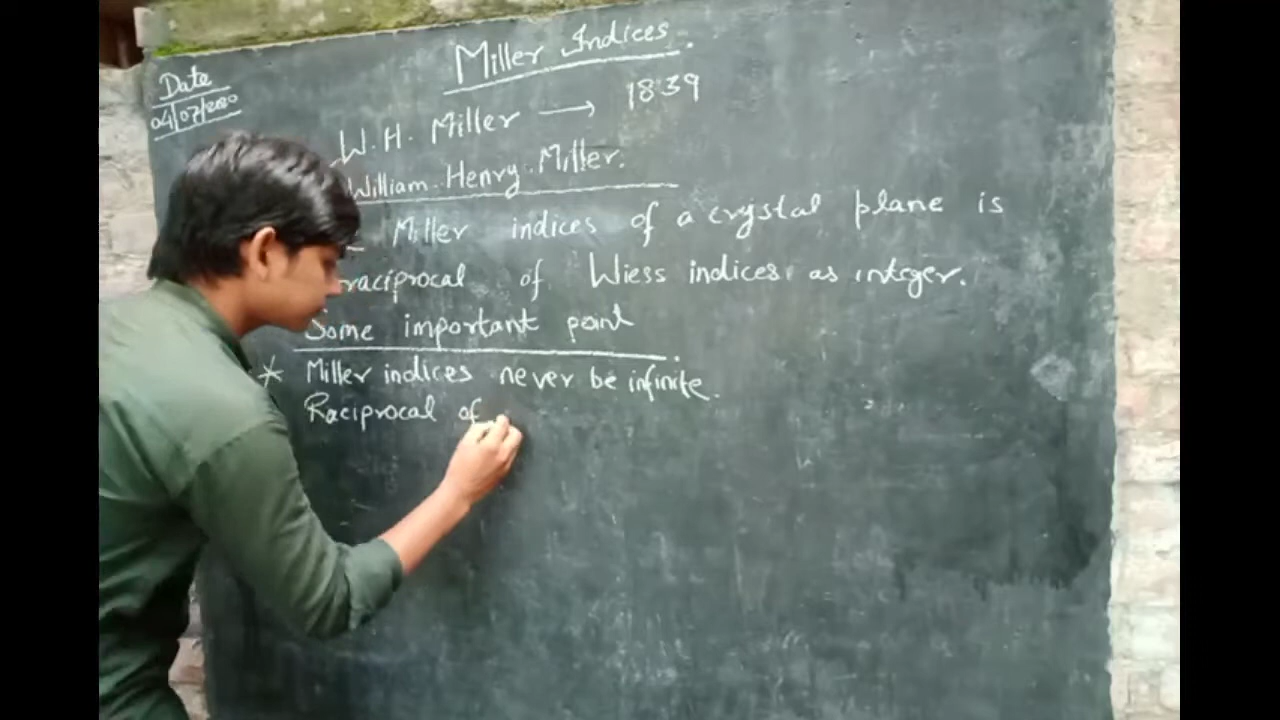 Miller Indices.
Date
04/07/2020
W.H. Miller → 1839
William Henry Miller.
Miller indices of a crystal plane is
raciprocal of Wiess indices, as integer.
Some important point
* Miller indices never be infinite.
Raciprocal of